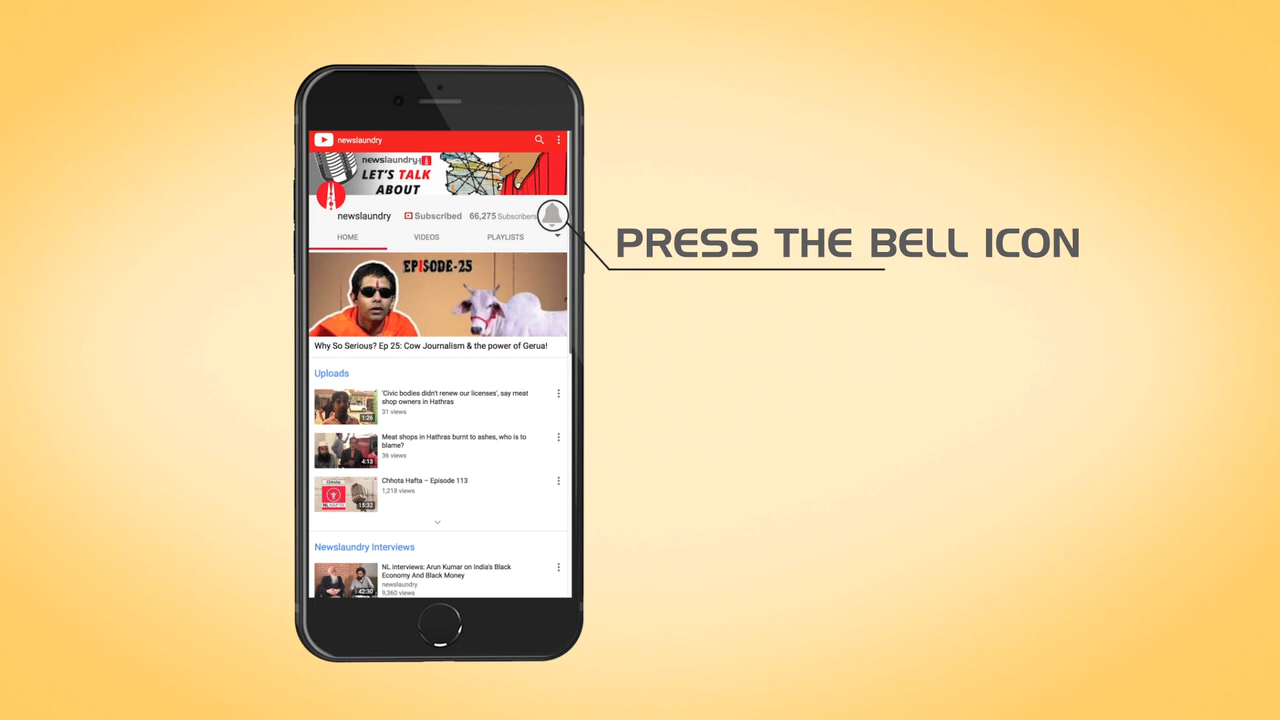 newslaundry
newslaundry
LET'S TALK
ABOUT
newslaundry Subscribed 66,275 Subscribers
HOME VIDEOS PLAYLISTS
PRESS THE BELL ICON
EPISODE-25
Why So Serious? Ep 25: Cow Journalism & the power of Gerua!
Uploads
'Civic bodies didn't renew our licenses', say meat
shop owners in Hathras
31 views
1:26
Meat shops in Hathras burnt to ashes, who is to
blame?
36 views
4:13
Chhota Hafta – Episode 113
1,218 views
Chhota
15:32
Newslaundry Interviews
NL interviews: Arun Kumar on India's Black
Economy And Black Money
newslaundry
9,360 views
42:30